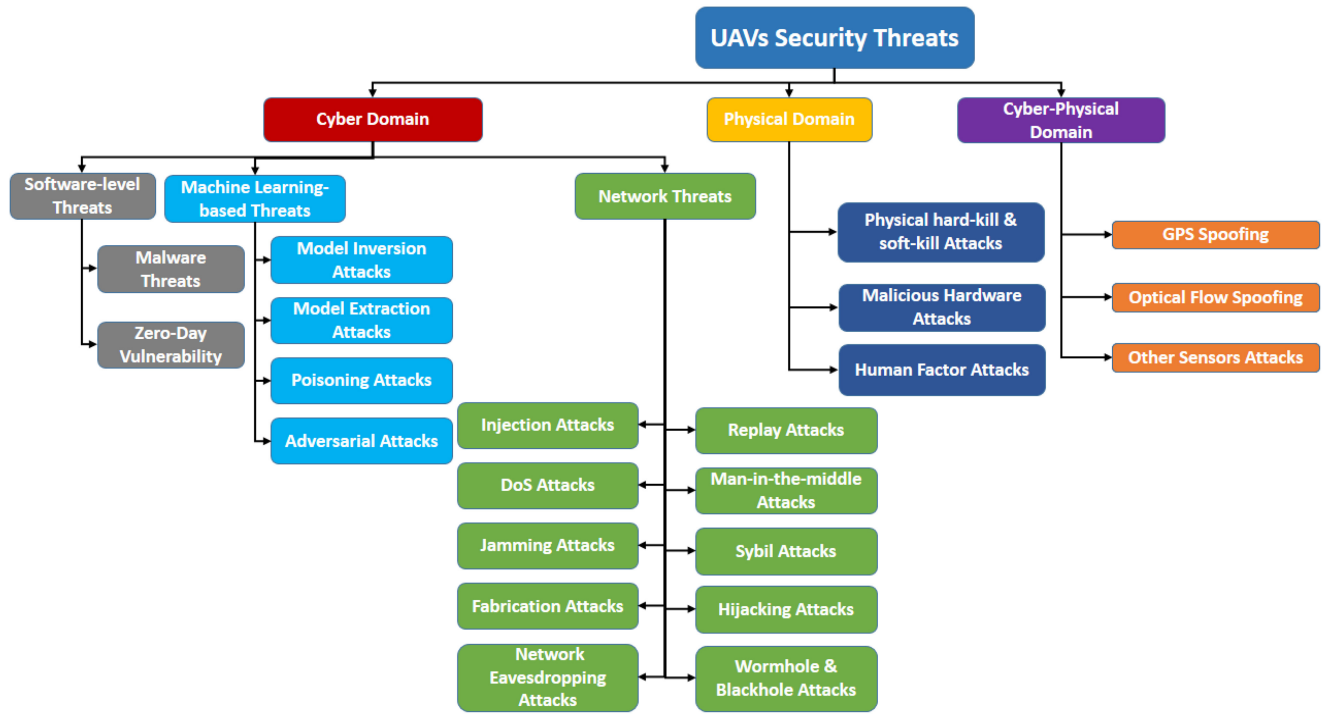 UAVs Security Threats
Cyber Domain
Physical Domain
Cyber-Physical
Domain
Software-level
Threats
Machine Learning-
based Threats
Network Threats
Malware
Threats
Zero-Day
Vulnerability
Model Inversion
Attacks
Model Extraction
Attacks
Poisoning Attacks
Adversarial Attacks
Injection Attacks
DoS Attacks
Jamming Attacks
Fabrication Attacks
Network
Eavesdropping
Attacks
Replay Attacks
Man-in-the-middle
Attacks
Sybil Attacks
Hijacking Attacks
Wormhole &
Blackhole Attacks
Physical hard-kill &
soft-kill Attacks
Malicious Hardware
Attacks
Human Factor Attacks
GPS Spoofing
Optical Flow Spoofing
Other Sensors Attacks